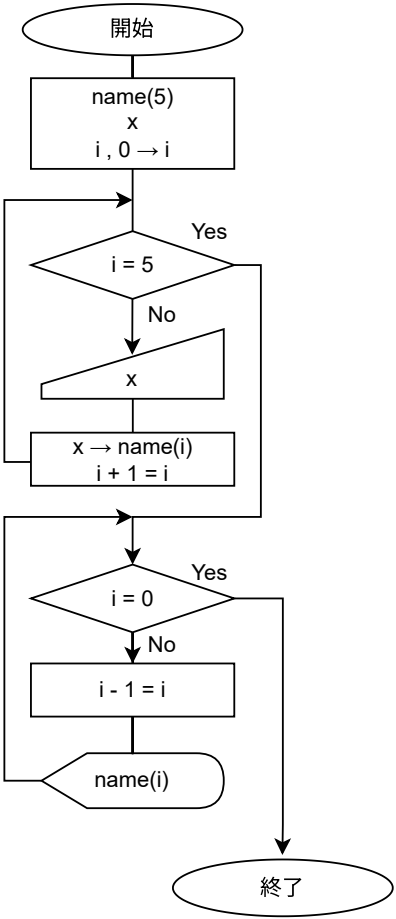 開始
name(5)
x
i , 0 → i
Yes
i = 5
No
x
x → name(i)
i + 1 = i
Yes
i = 0
No
i - 1 = i
name(i)
終了